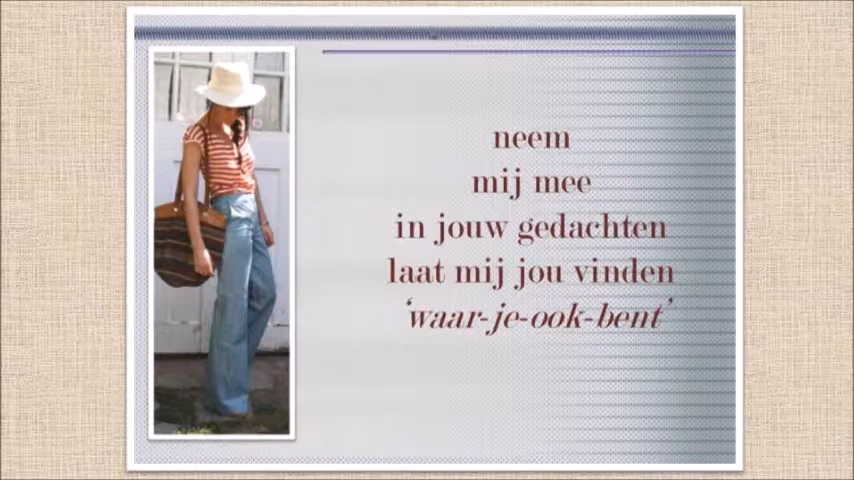 neem
mij mee
in jouw gedachten
laat mij jou vinden
‘waar-je-ook-bent’